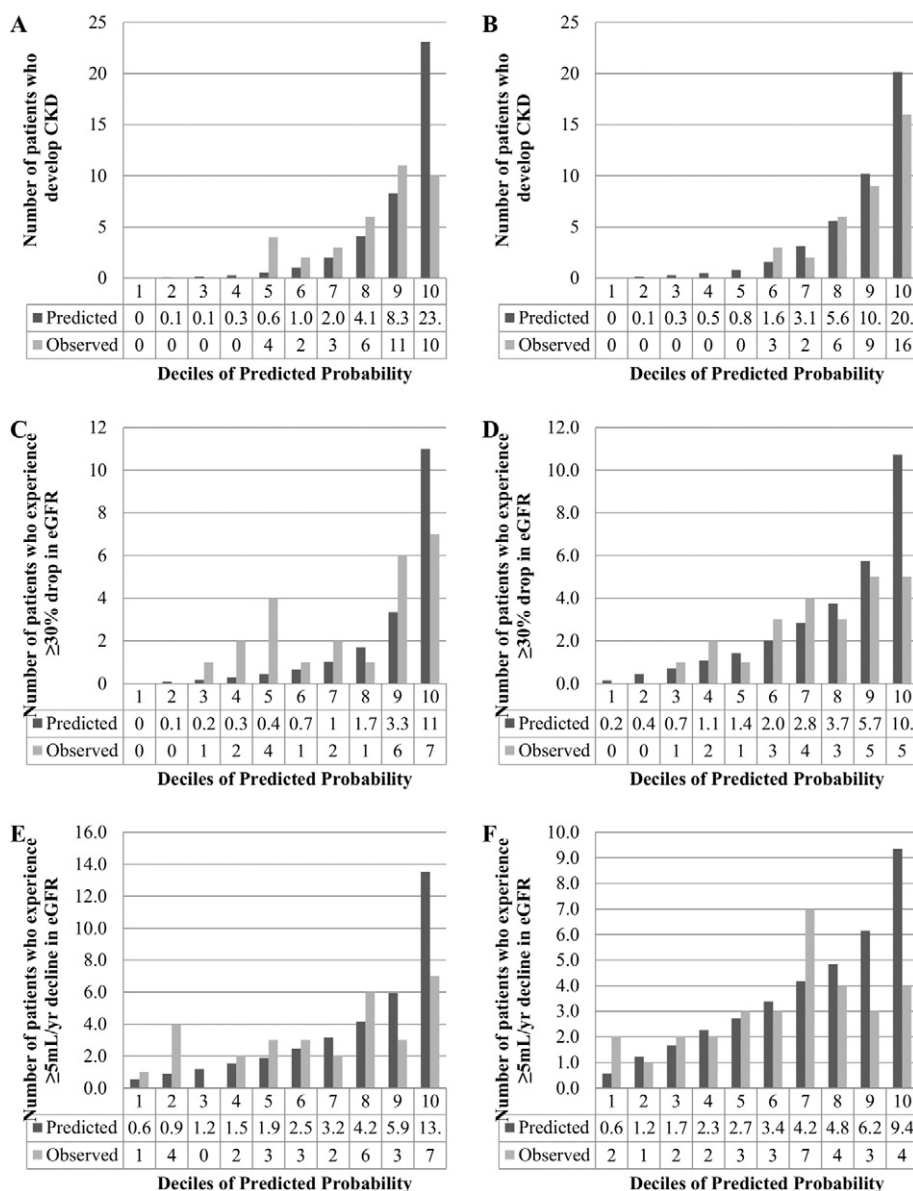 A
Number of patients who
develop CKD
25
20
15
10
5
0
1 2 3 4 5 6 7 8 9 10
Predicted 0 0.1 0.1 0.3 0.6 1.0 2.0 4.1 8.3 23.
Observed 0 0 0 0 4 2 3 6 11 10
Deciles of Predicted Probability
B
Number of patients who
develop CKD
25
20
15
10
5
0
1 2 3 4 5 6 7 8 9 10
Predicted 0 0.1 0.3 0.5 0.8 1.6 3.1 5.6 10. 20.
Observed 0 0 0 0 0 3 2 6 9 16
Deciles of Predicted Probability
C
Number of patients who experience
≥30% drop in eGFR
12
10
8
6
4
2
0
1 2 3 4 5 6 7 8 9 10
Predicted 0 0.1 0.2 0.3 0.4 0.7 1 1.7 3.3 11
Observed 0 0 1 2 4 1 2 1 6 7
Deciles of Predicted Probability
D
Number of patients who experience
≥30% drop in eGFR
12.0
10.0
8.0
6.0
4.0
2.0
0.0
1 2 3 4 5 6 7 8 9 10
Predicted 0.2 0.4 0.7 1.1 1.4 2.0 2.8 3.7 5.7 10.
Observed 0 0 1 2 1 3 4 3 5 5
Deciles of Predicted Probability
E
Number of patients who experience
≥5mL/yr decline in eGFR
16.0
14.0
12.0
10.0
8.0
6.0
4.0
2.0
0.0
1 2 3 4 5 6 7 8 9 10
Predicted 0.6 0.9 1.2 1.5 1.9 2.5 3.2 4.2 5.9 13.
Observed 1 4 0 2 3 3 2 6 3 7
Deciles of Predicted Probability
F
Number of patients who experience
≥5mL/yr decline in eGFR
10.0
9.0
8.0
7.0
6.0
5.0
4.0
3.0
2.0
1.0
0.0
1 2 3 4 5 6 7 8 9 10
Predicted 0.6 1.2 1.7 2.3 2.7 3.4 4.2 4.8 6.2 9.4
Observed 2 1 2 2 3 3 7 4 3 4
Deciles of Predicted Probability